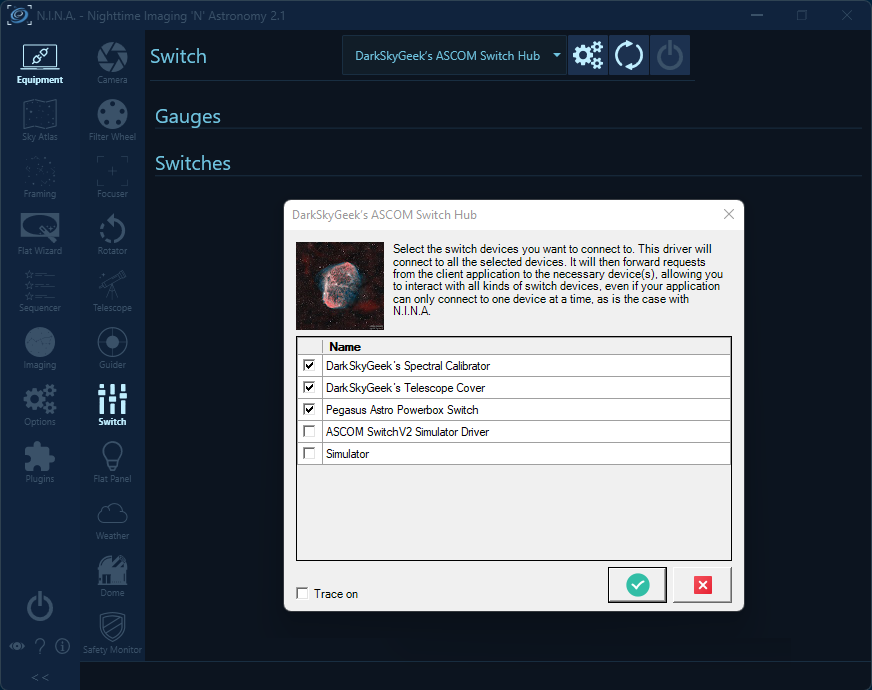 N.I.N.A. - Nighttime Imaging 'N' Astronomy 2.1
Equipment
Sky Atlas
Framing
Flat Wizard
Sequencer
Imaging
Options
Plugins
<<
Camera
Filter Wheel
Focuser
Rotator
Telescope
Guider
Switch
Flat Panel
Weather
Dome
Safety Monitor
Switch
DarkSkyGeek's ASCOM Switch Hub
Gauges
Switches
DarkSkyGeek's ASCOM Switch Hub
Select the switch devices you want to connect to. This driver will
connect to all the selected devices. It will then forward requests
from the client application to the necessary device(s), allowing you
to interact with all kinds of switch devices, even if your application
can only connect to one device at a time, as is the case with
N.I.N.A.
Name
DarkSkyGeek's Spectral Calibrator
DarkSkyGeek's Telescope Cover
Pegasus Astro Powerbox Switch
ASCOM SwitchV2 Simulator Driver
Simulator
Trace on